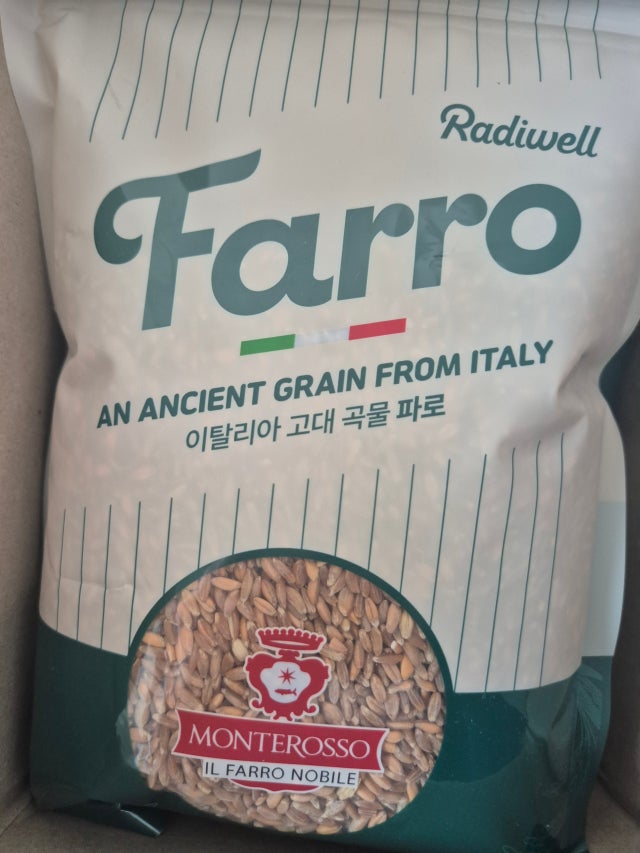 Radiwell
Farro
AN ANCIENT GRAIN FROM ITALY
이탈리아 고대 곡물 파로
MONTEROSSO
IL FARRO NOBILE